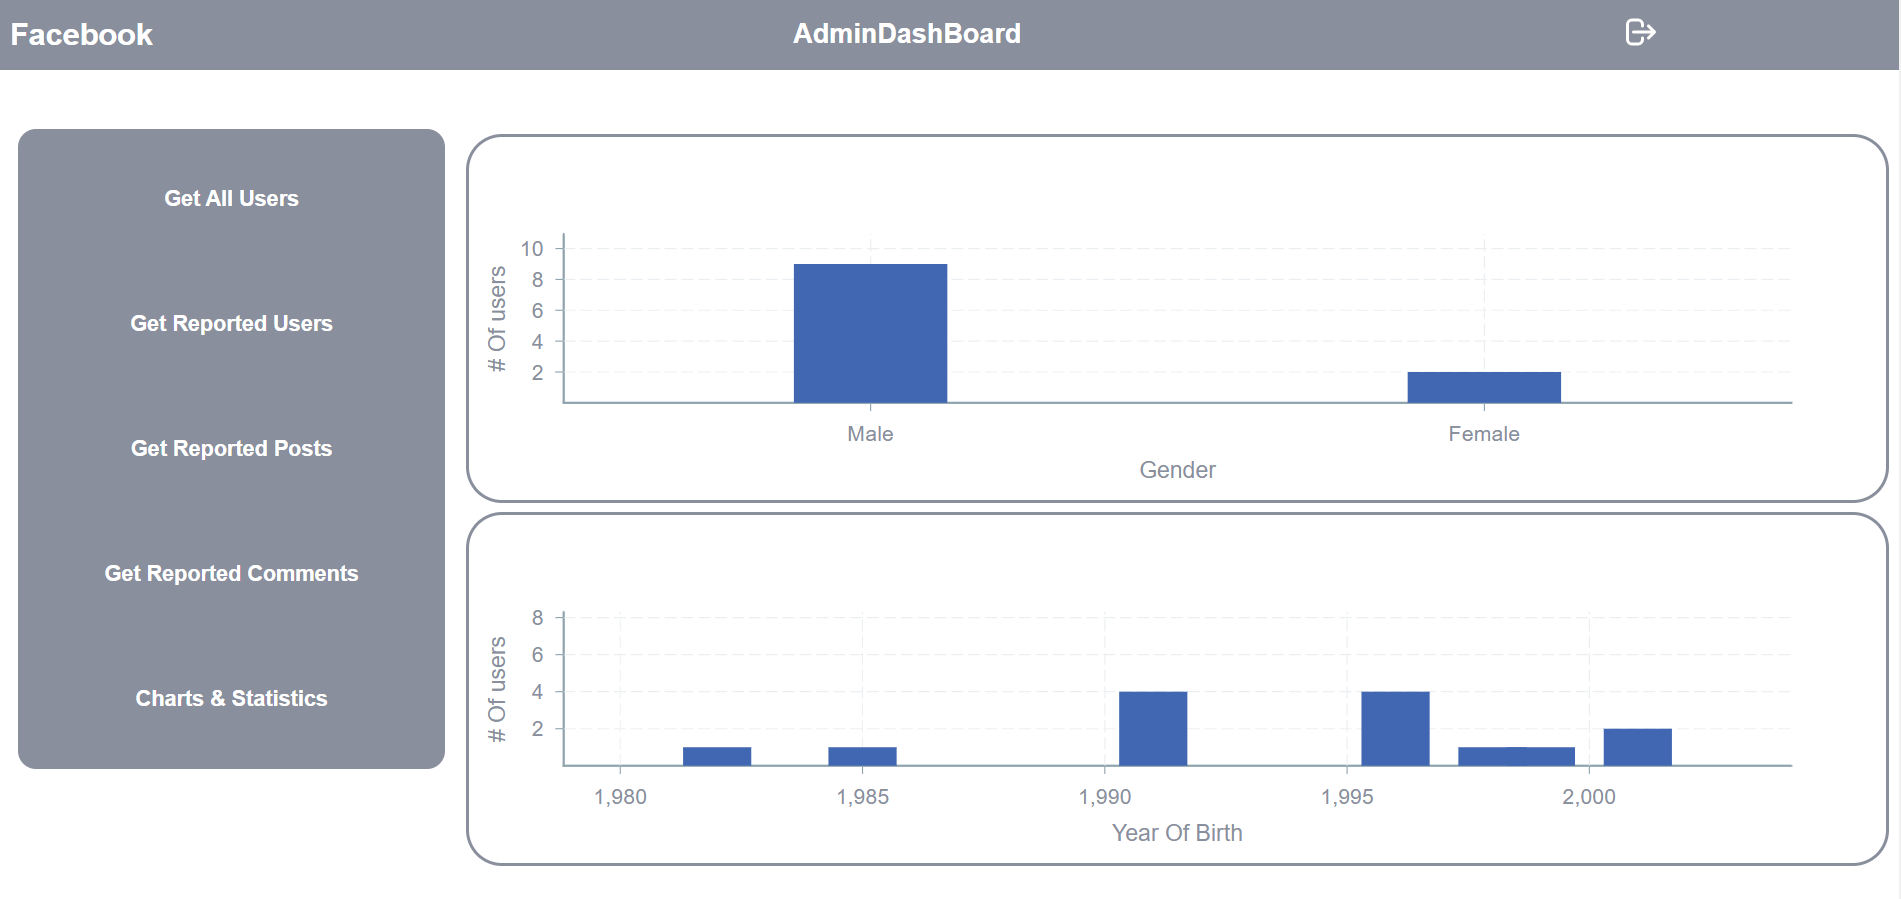 Facebook
AdminDashBoard
Get All Users
Get Reported Users
Get Reported Posts
Get Reported Comments
Charts & Statistics
# Of users
10
8
6
4
2
Male
Female
Gender
# Of users
8
6
4
2
1,980
1,985
1,990
1,995
2,000
Year Of Birth